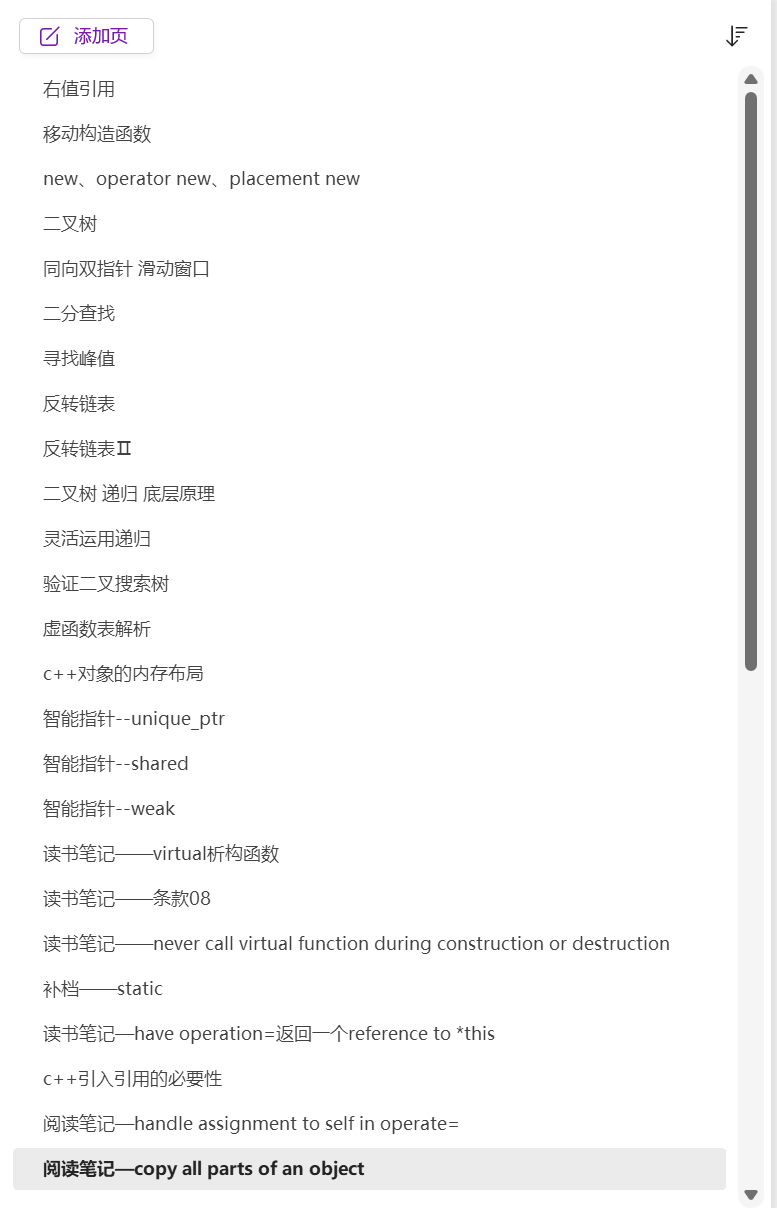 添加页
右值引用
移动构造函数
new、operator new、placement new
二叉树
同向双指针 滑动窗口
二分查找
寻找峰值
反转链表
反转链表Ⅱ
二叉树 递归 底层原理
灵活运用递归
验证二叉搜索树
虚函数表解析
c++对象的内存布局
智能指针--unique_ptr
智能指针--shared
智能指针--weak
读书笔记——virtual析构函数
读书笔记——条款08
读书笔记——never call virtual function during construction or destruction
补档——static
读书笔记—have operation=返回一个reference to *this
c++引入引用的必要性
阅读笔记—handle assignment to self in operate=
阅读笔记—copy all parts of an object